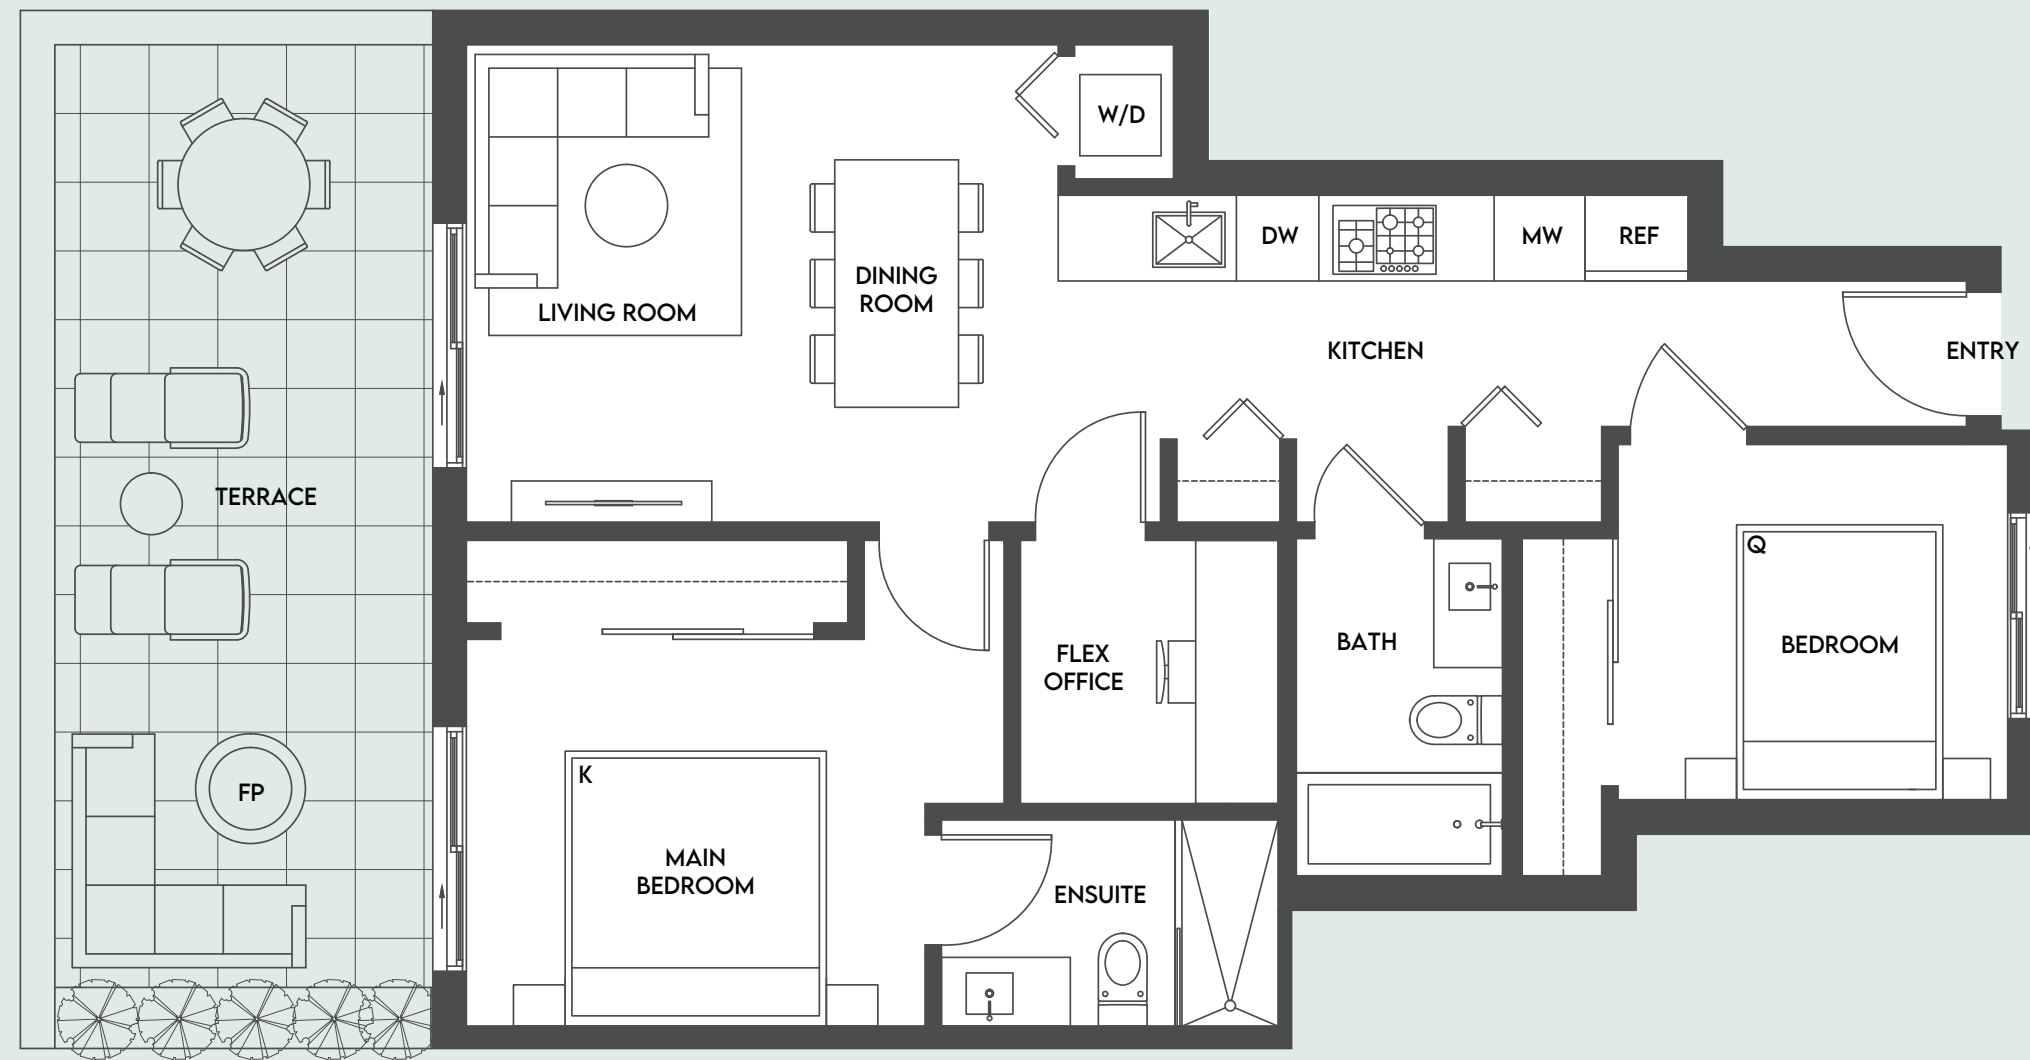 W/D
DW
MW
REF
DINING
ROOM
LIVING ROOM
KITCHEN
ENTRY
TERRACE
Q
BATH
BEDROOM
FLEX
OFFICE
K
FP
MAIN
BEDROOM
ENSUITE